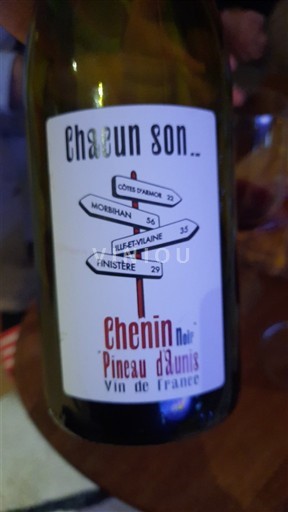 Chacun son...
CÔTES D'ARMOR 22
MORBIHAN 56
ILLE-ET-VILAINE 35
FINISTÈRE 29
Chenin Noir
"Pineau d'Aunis
Vin de France